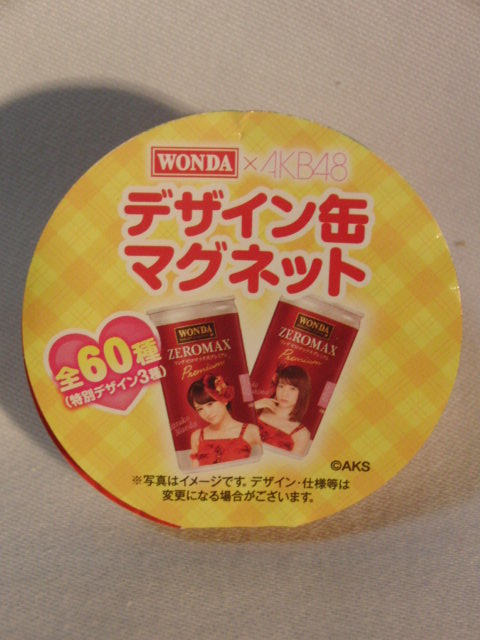 WONDA × AKB48
デザイン缶
マグネット
全60種
(特別デザイン3種)
WONDA
ZEROMAX
Premium
WONDA
ZEROMAX
Premium
©AKS
※写真はイメージです。デザイン・仕様等は
変更になる場合がございます。